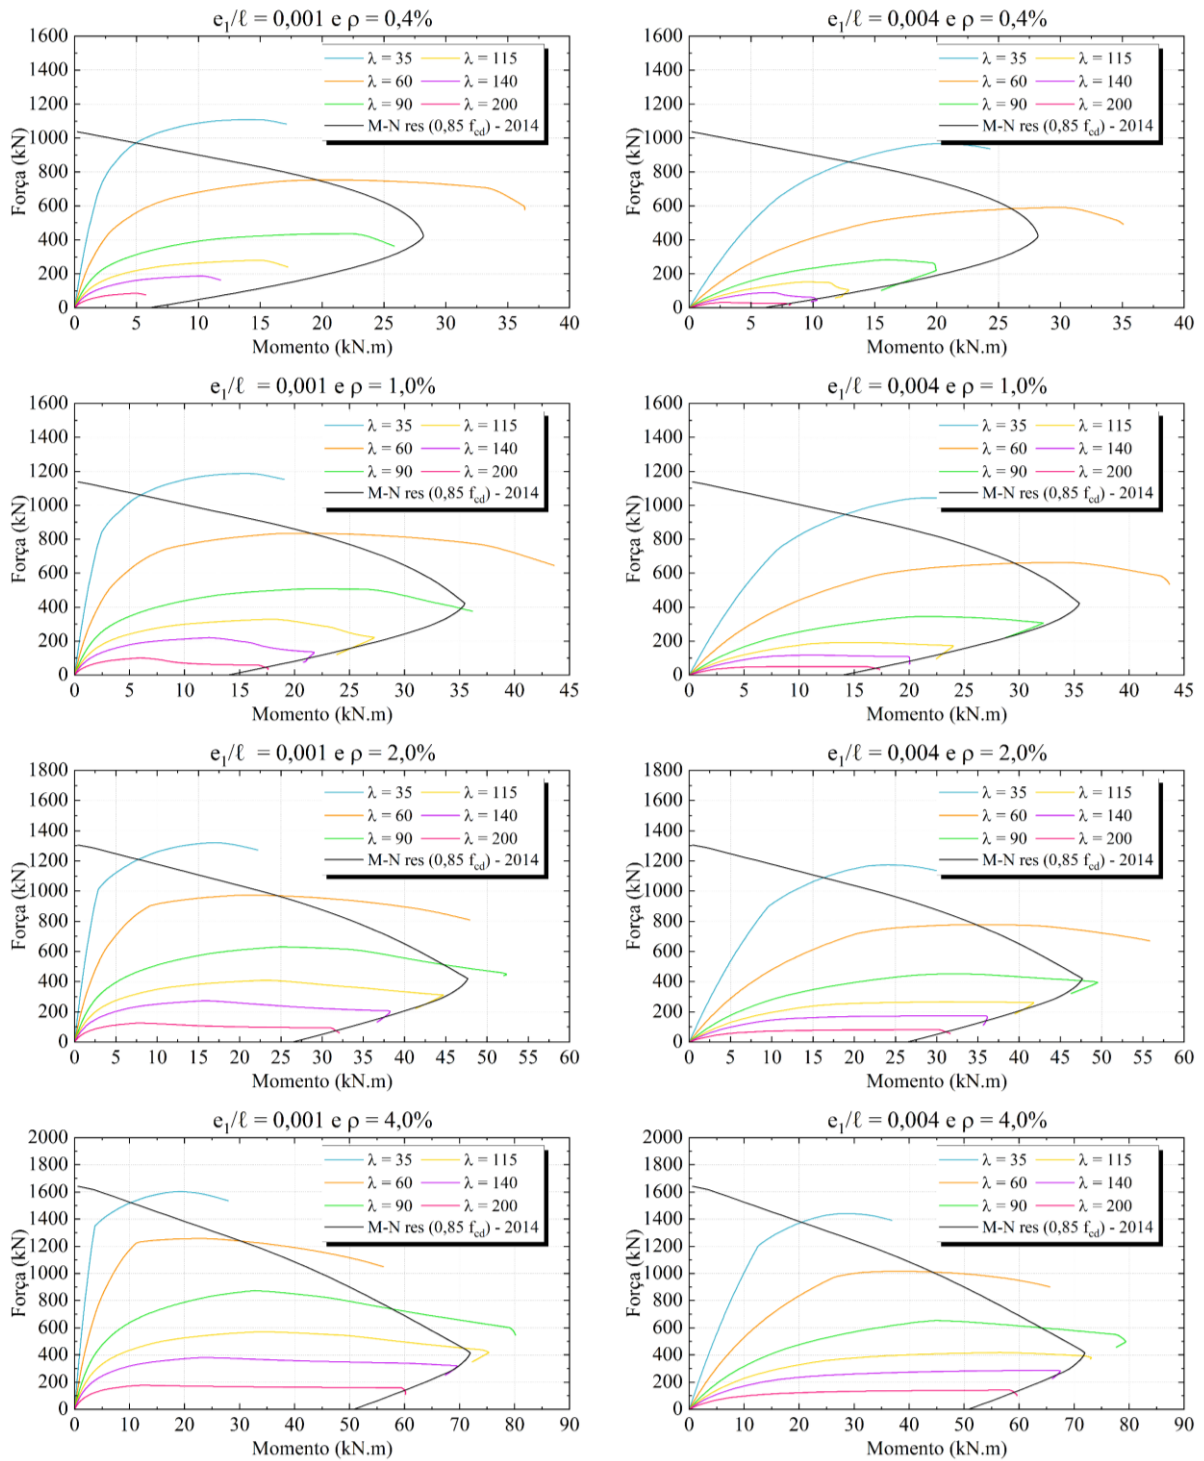 e₁/ℓ = 0,001 e ρ = 0,4%
1600
1400
1200
1000
800
600
400
200
0
Força (kN)
λ = 35
λ = 115
λ = 60
λ = 140
λ = 90
λ = 200
M-N res (0,85 f_cd) - 2014
0 5 10 15 20 25 30 35 40
Momento (kN.m)
e₁/ℓ = 0,004 e ρ = 0,4%
1600
1400
1200
1000
800
600
400
200
0
Força (kN)
λ = 35
λ = 115
λ = 60
λ = 140
λ = 90
λ = 200
M-N res (0,85 f_cd) - 2014
0 5 10 15 20 25 30 35 40
Momento (kN.m)
e₁/ℓ = 0,001 e ρ = 1,0%
1600
1400
1200
1000
800
600
400
200
0
Força (kN)
λ = 35
λ = 115
λ = 60
λ = 140
λ = 90
λ = 200
M-N res (0,85 f_cd) - 2014
0 5 10 15 20 25 30 35 40 45
Momento (kN.m)
e₁/ℓ = 0,004 e ρ = 1,0%
1600
1400
1200
1000
800
600
400
200
0
Força (kN)
λ = 35
λ = 115
λ = 60
λ = 140
λ = 90
λ = 200
M-N res (0,85 f_cd) - 2014
0 5 10 15 20 25 30 35 40 45
Momento (kN.m)
e₁/ℓ = 0,001 e ρ = 2,0%
1800
1600
1400
1200
1000
800
600
400
200
0
Força (kN)
λ = 35
λ = 115
λ = 60
λ = 140
λ = 90
λ = 200
M-N res (0,85 f_cd) - 2014
0 5 10 15 20 25 30 35 40 45 50 55 60
Momento (kN.m)
e₁/ℓ = 0,004 e ρ = 2,0%
1800
1600
1400
1200
1000
800
600
400
200
0
Força (kN)
λ = 35
λ = 115
λ = 60
λ = 140
λ = 90
λ = 200
M-N res (0,85 f_cd) - 2014
0 5 10 15 20 25 30 35 40 45 50 55 60
Momento (kN.m)
e₁/ℓ = 0,001 e ρ = 4,0%
2000
1800
1600
1400
1200
1000
800
600
400
200
0
Força (kN)
λ = 35
λ = 115
λ = 60
λ = 140
λ = 90
λ = 200
M-N res (0,85 f_cd) - 2014
0 10 20 30 40 50 60 70 80 90
Momento (kN.m)
e₁/ℓ = 0,004 e ρ = 4,0%
2000
1800
1600
1400
1200
1000
800
600
400
200
0
Força (kN)
λ = 35
λ = 115
λ = 60
λ = 140
λ = 90
λ = 200
M-N res (0,85 f_cd) - 2014
0 10 20 30 40 50 60 70 80 90
Momento (kN.m)